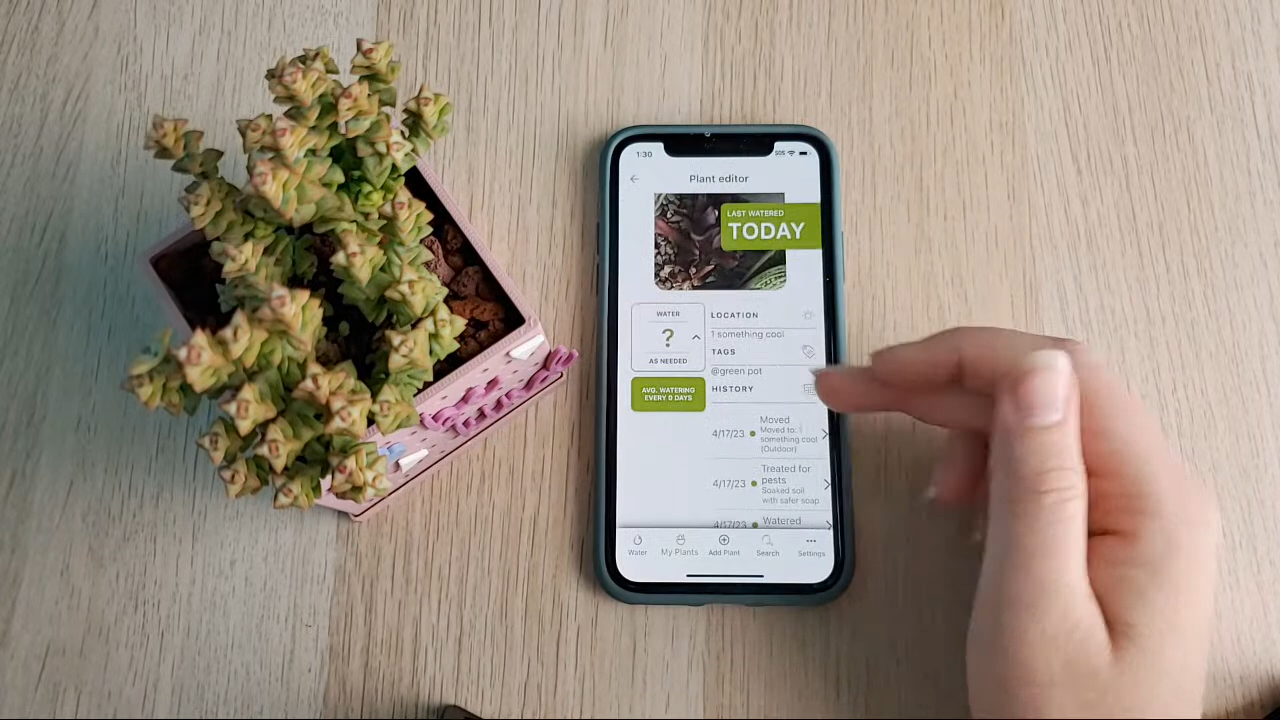 1:30
SOS
Plant editor
LAST WATERED
TODAY
WATER
?
AS NEEDED
AVG. WATERING
EVERY 0 DAYS
LOCATION
1 something cool
TAGS
@green pot
HISTORY
4/17/23
Moved
Moved to: 1
something cool
(Outdoor)
4/17/23
Treated for
pests
Soaked soil
with safer soap
4/17/23
Watered
Water
My Plants
Add Plant
Search
Settings